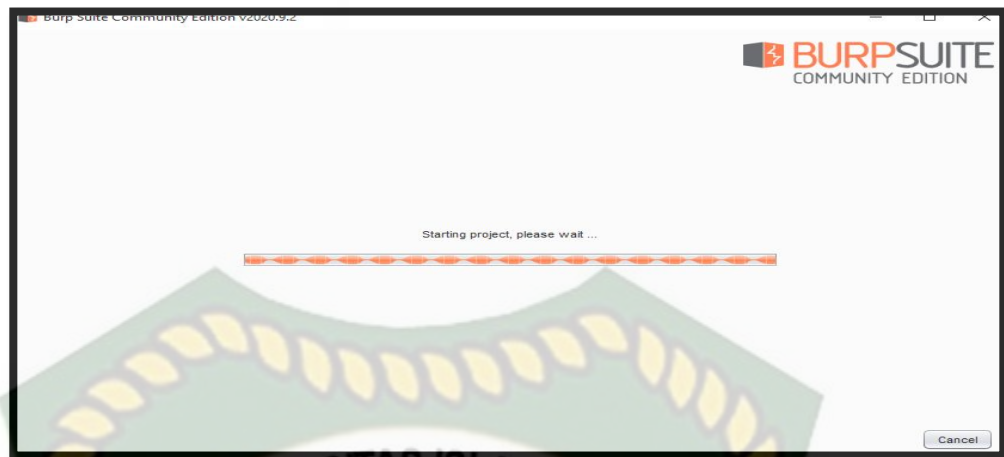 Burp Suite Community Edition v2020.9.2
BURPSUITE
COMMUNITY EDITION
Starting project, please wait ...
Cancel